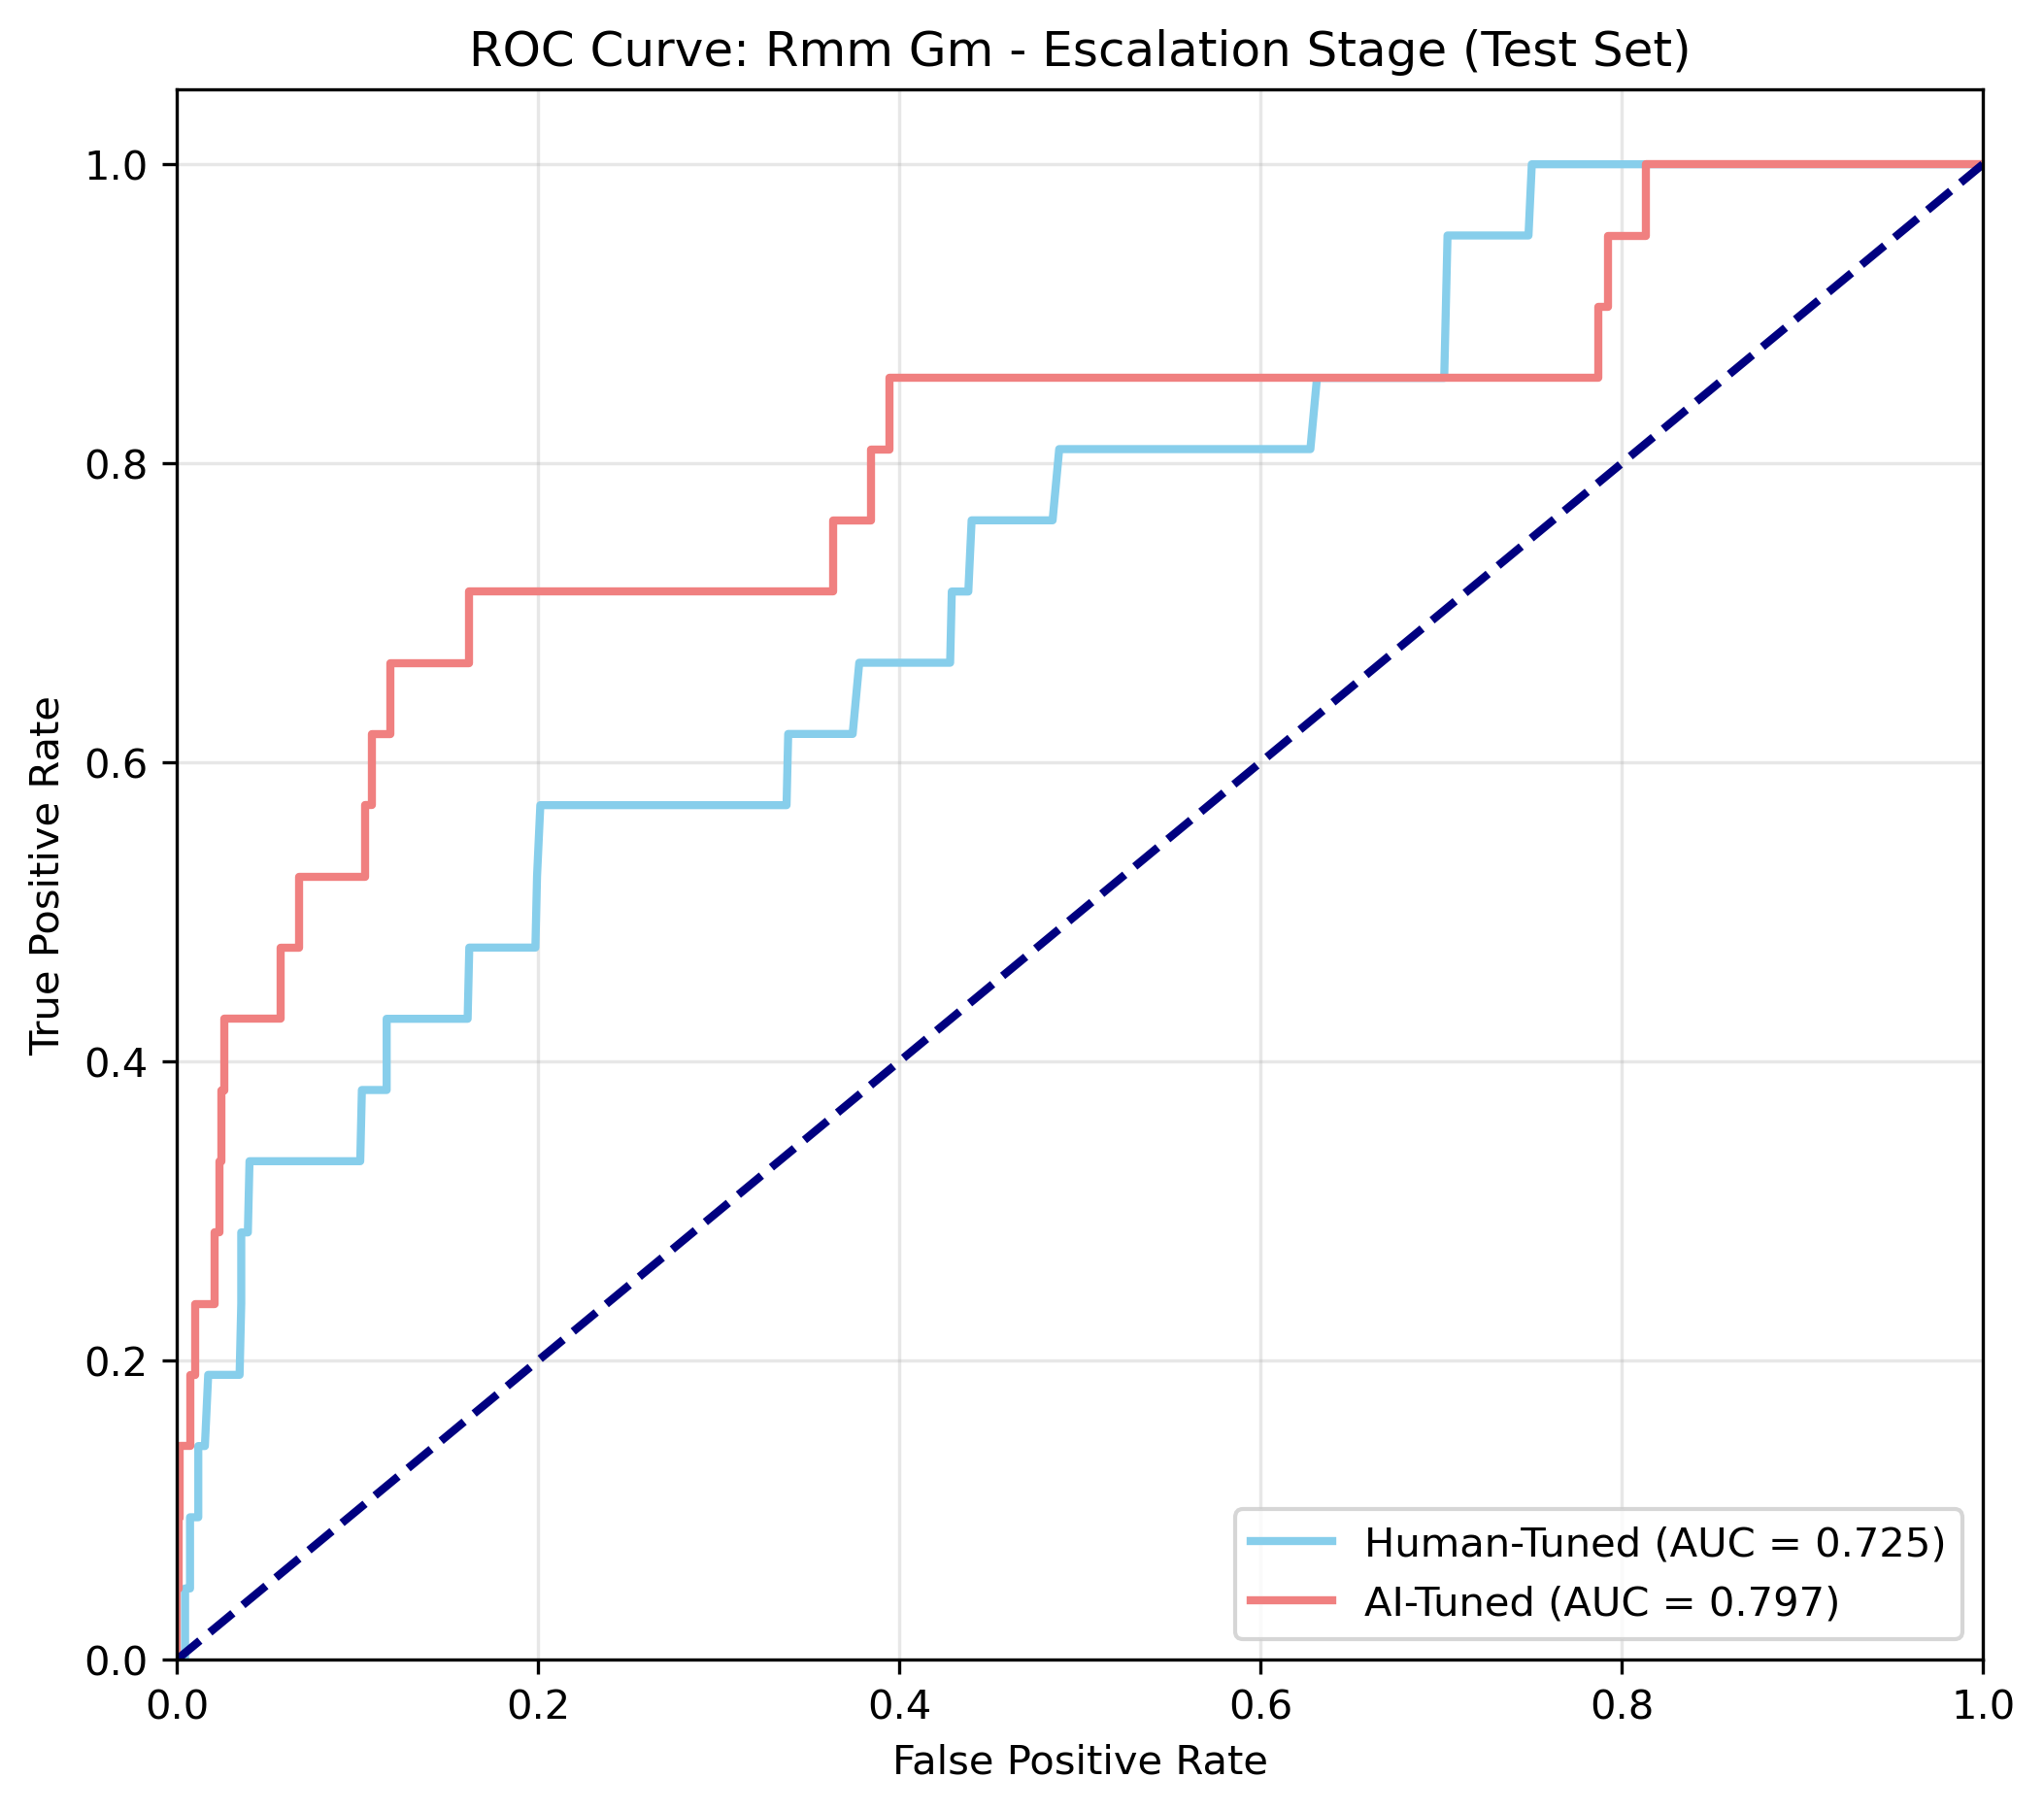 ROC Curve: Rmm Gm - Escalation Stage (Test Set)
1.0
0.8
0.6
0.4
0.2
0.0
True Positive Rate
Human-Tuned (AUC = 0.725)
AI-Tuned (AUC = 0.797)
0.0 0.2 0.4 0.6 0.8 1.0
False Positive Rate